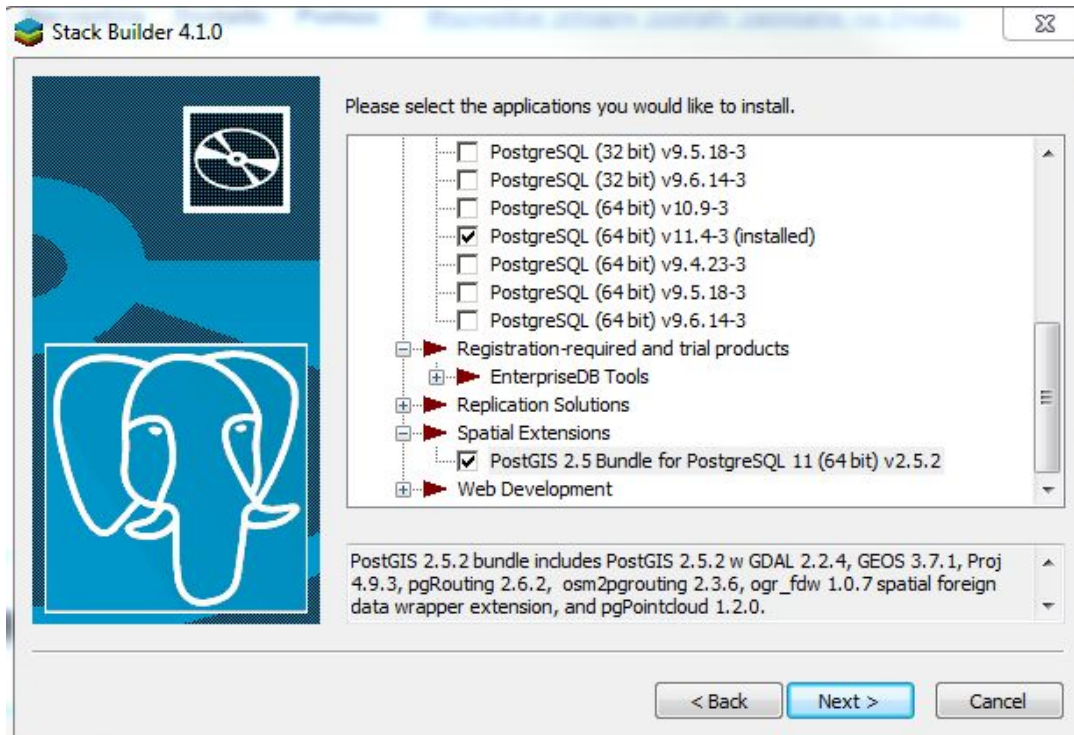 Stack Builder 4.1.0
Please select the applications you would like to install.
PostgreSQL (32 bit) v9.5.18-3
PostgreSQL (32 bit) v9.6.14-3
PostgreSQL (64 bit) v10.9-3
PostgreSQL (64 bit) v11.4-3 (installed)
PostgreSQL (64 bit) v9.4.23-3
PostgreSQL (64 bit) v9.5.18-3
PostgreSQL (64 bit) v9.6.14-3
Registration-required and trial products
EnterpriseDB Tools
Replication Solutions
Spatial Extensions
PostGIS 2.5 Bundle for PostgreSQL 11 (64 bit) v2.5.2
Web Development
PostGIS 2.5.2 bundle includes PostGIS 2.5.2 w GDAL 2.2.4, GEOS 3.7.1, Proj
4.9.3, pgRouting 2.6.2, osm2pgrouting 2.3.6, ogr_fdw 1.0.7 spatial foreign
data wrapper extension, and pgPointcloud 1.2.0.
< Back
Next >
Cancel